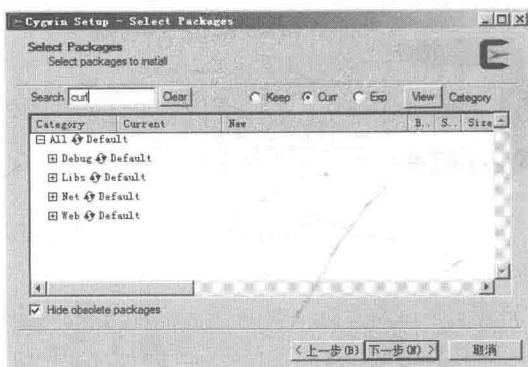 Cygwin Setup - Select Packages
Select Packages
Select packages to install
Search curl Clear Keep Curr Exp View Category
Category Current New B.. S.. Size
All Default
Debug Default
Libs Default
Net Default
Web Default
Hide obsolete packages
< 上一步(B) 下一步(N) > 取消